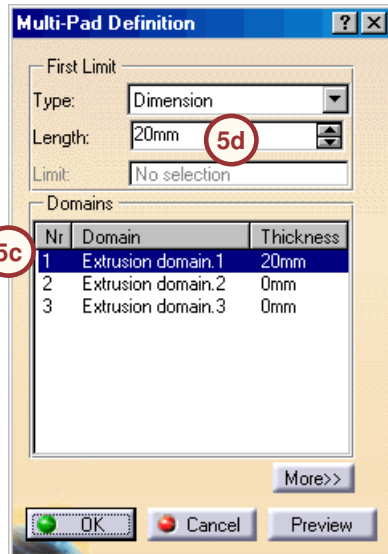 Multi-Pad Definition ? X
First Limit
Type: Dimension
Length: 20mm 5d
Limit: No selection
Domains
5c Nr Domain Thickness
1 Extrusion domain.1 20mm
2 Extrusion domain.2 0mm
3 Extrusion domain.3 0mm
More>>
OK Cancel Preview